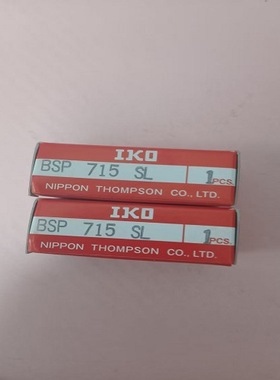 IKO
BSP 715 SL 1PCS.
NIPPON THOMPSON CO., LTD.
IKO
BSP 715 SL 1PCS.
NIPPON THOMPSON CO., LTD.